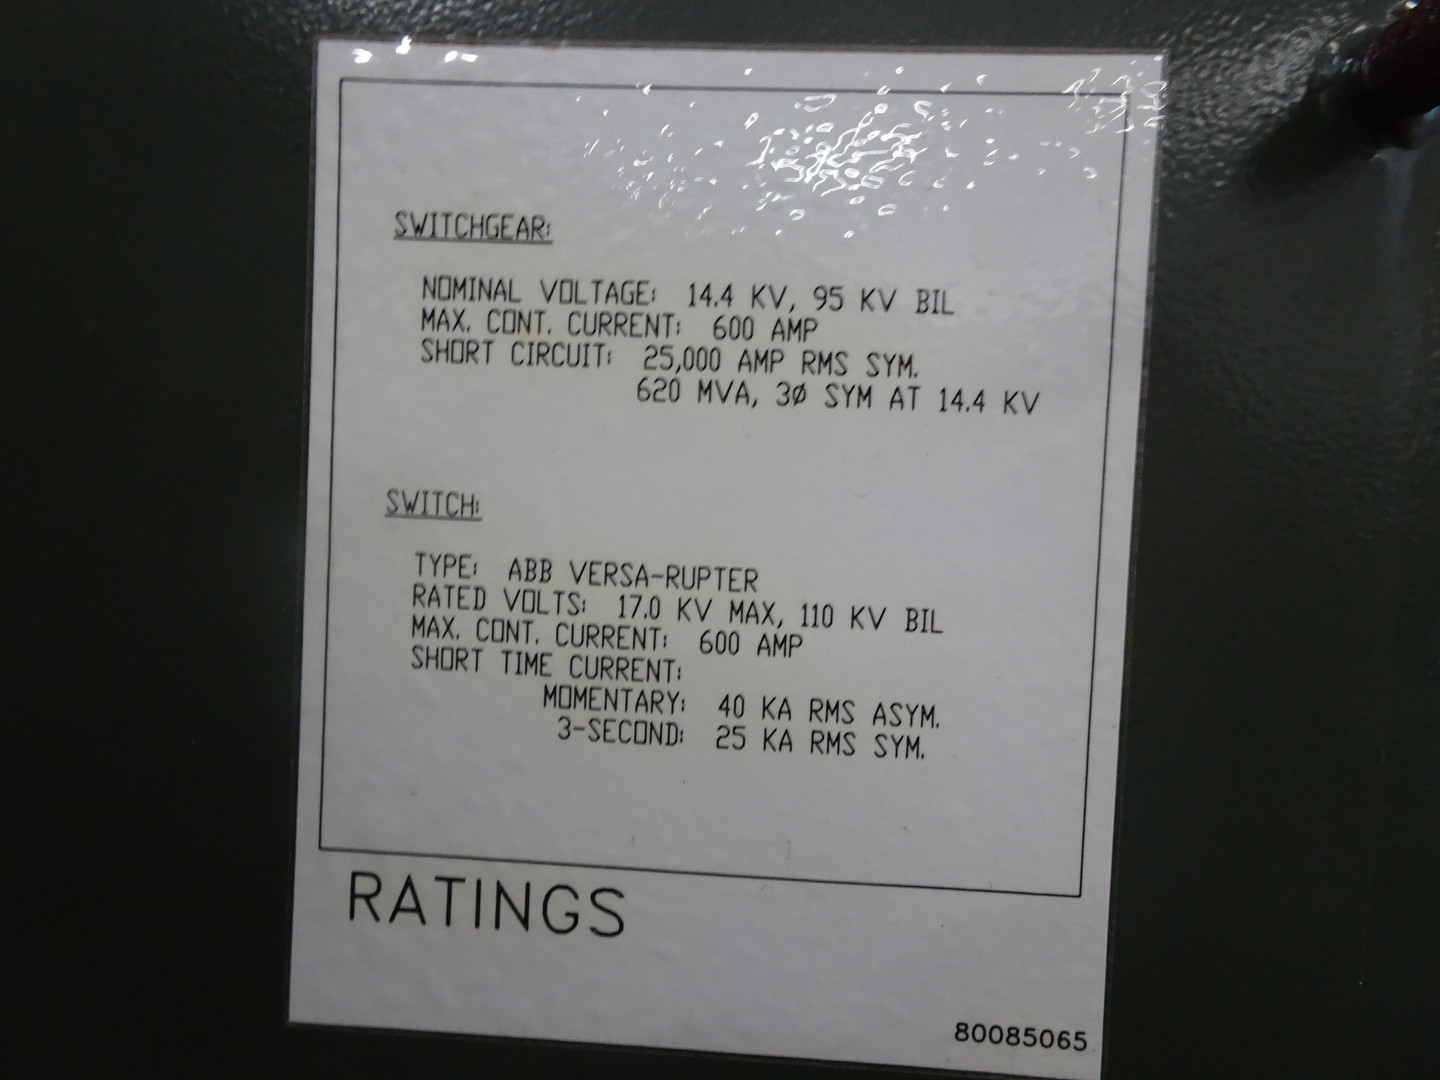 SWITCHGEAR:
NOMINAL VOLTAGE: 14.4 KV, 95 KV BIL
MAX. CONT. CURRENT: 600 AMP
SHORT CIRCUIT: 25,000 AMP RMS SYM.
620 MVA, 3Ø SYM AT 14.4 KV
SWITCH:
TYPE: ABB VERSA-RUPTER
RATED VOLTS: 17.0 KV MAX, 110 KV BIL
MAX. CONT. CURRENT: 600 AMP
SHORT TIME CURRENT:
MOMENTARY: 40 KA RMS ASYM.
3-SECOND: 25 KA RMS SYM.
RATINGS
80085065